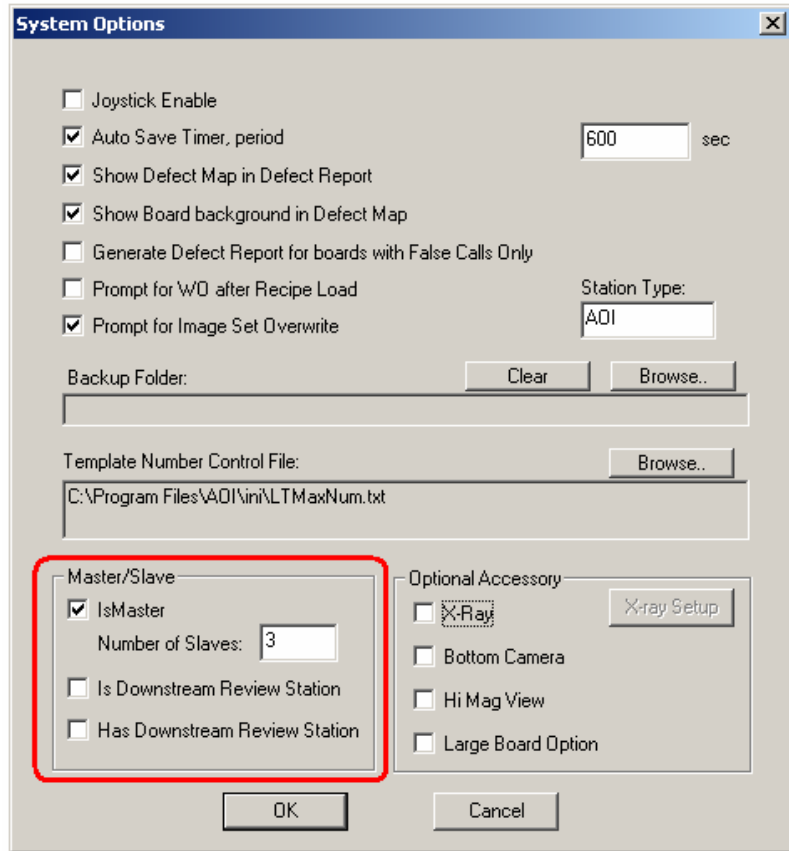 System Options
Joystick Enable
Auto Save Timer, period
600 sec
Show Defect Map in Defect Report
Show Board background in Defect Map
Generate Defect Report for boards with False Calls Only
Prompt for WO after Recipe Load
Station Type:
Prompt for Image Set Overwrite
AOI
Backup Folder:
Clear
Browse..
Template Number Control File:
Browse..
C:\Program Files\AOI\ini\LTMaxNum.txt
Master/Slave
IsMaster
Number of Slaves: 3
Is Downstream Review Station
Has Downstream Review Station
Optional Accessory
X-Ray
X-ray Setup
Bottom Camera
Hi Mag View
Large Board Option
OK
Cancel